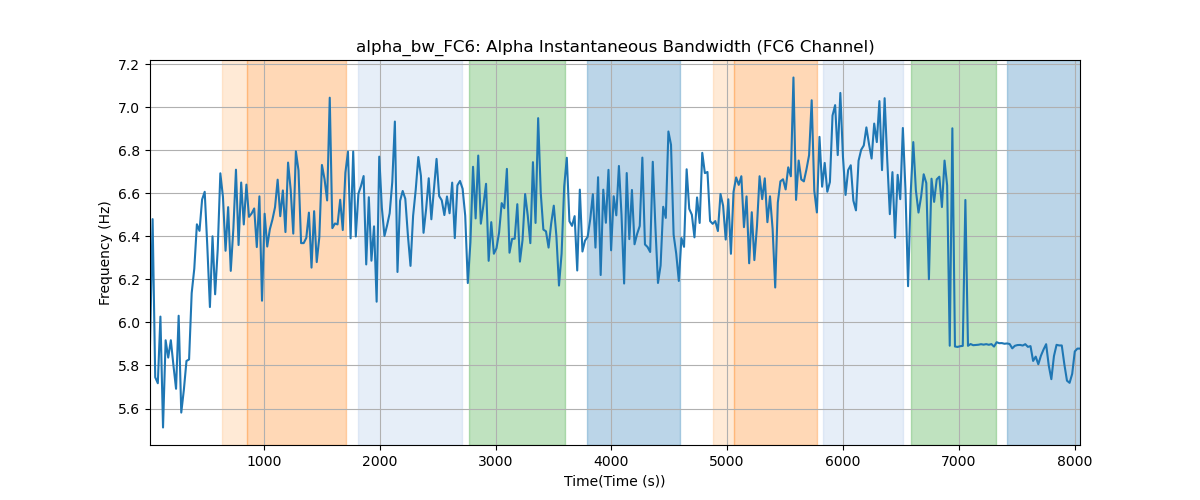 alpha_bw_FC6: Alpha Instantaneous Bandwidth (FC6 Channel)
Frequency (Hz)
7.2
7.0
6.8
6.6
6.4
6.2
6.0
5.8
5.6
1000 2000 3000 4000 5000 6000 7000 8000
Time(Time (s))